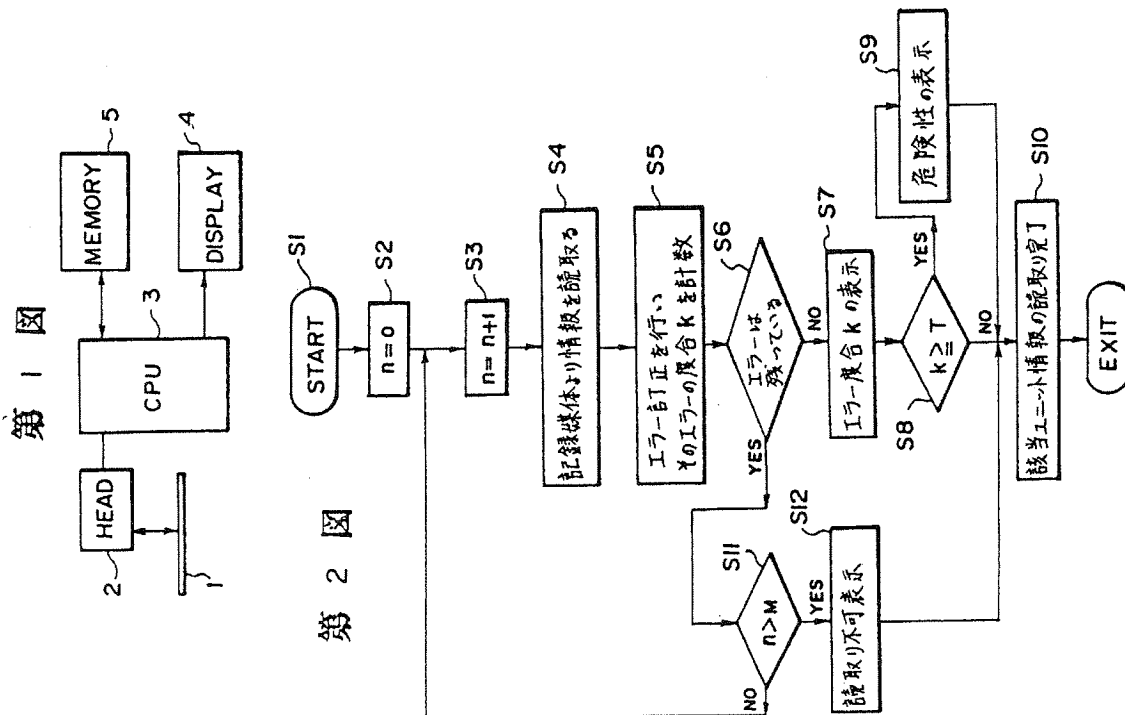 第 1 図
HEAD
2
1
CPU
3
MEMORY
5
DISPLAY
4
第 2 図
START
S1
n=0
S2
n=n+1
S3
記録媒体より情報を読取る
S4
エラー訂正を行い
そのエラーの度合kを計数
S5
エラーは
残っている
S6
YES
NO
エラー度合kの表示
S7
k>=T
S8
YES
NO
危険性の表示
S9
該当ユニット情報の読取り完了
S10
EXIT
n>M
S11
NO
YES
読取り不可表示
S12